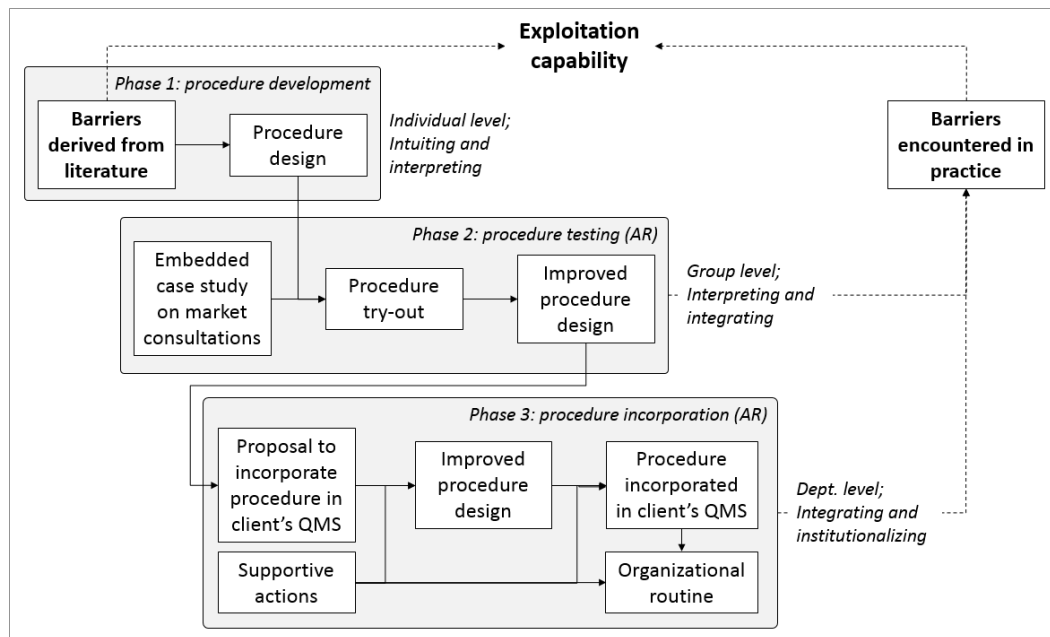 Exploitation
capability
Phase 1: procedure development
Barriers
derived from
literature
Procedure
design
Individual level;
Intuiting and
interpreting
Barriers
encountered in
practice
Phase 2: procedure testing (AR)
Embedded
case study
on market
consultations
Procedure
try-out
Improved
procedure
design
Group level;
Interpreting and
integrating
Phase 3: procedure incorporation (AR)
Proposal to
incorporate
procedure in
client's QMS
Improved
procedure
design
Procedure
incorporated
in client's QMS
Dept. level;
Integrating and
institutionalizing
Supportive
actions
Organizational
routine